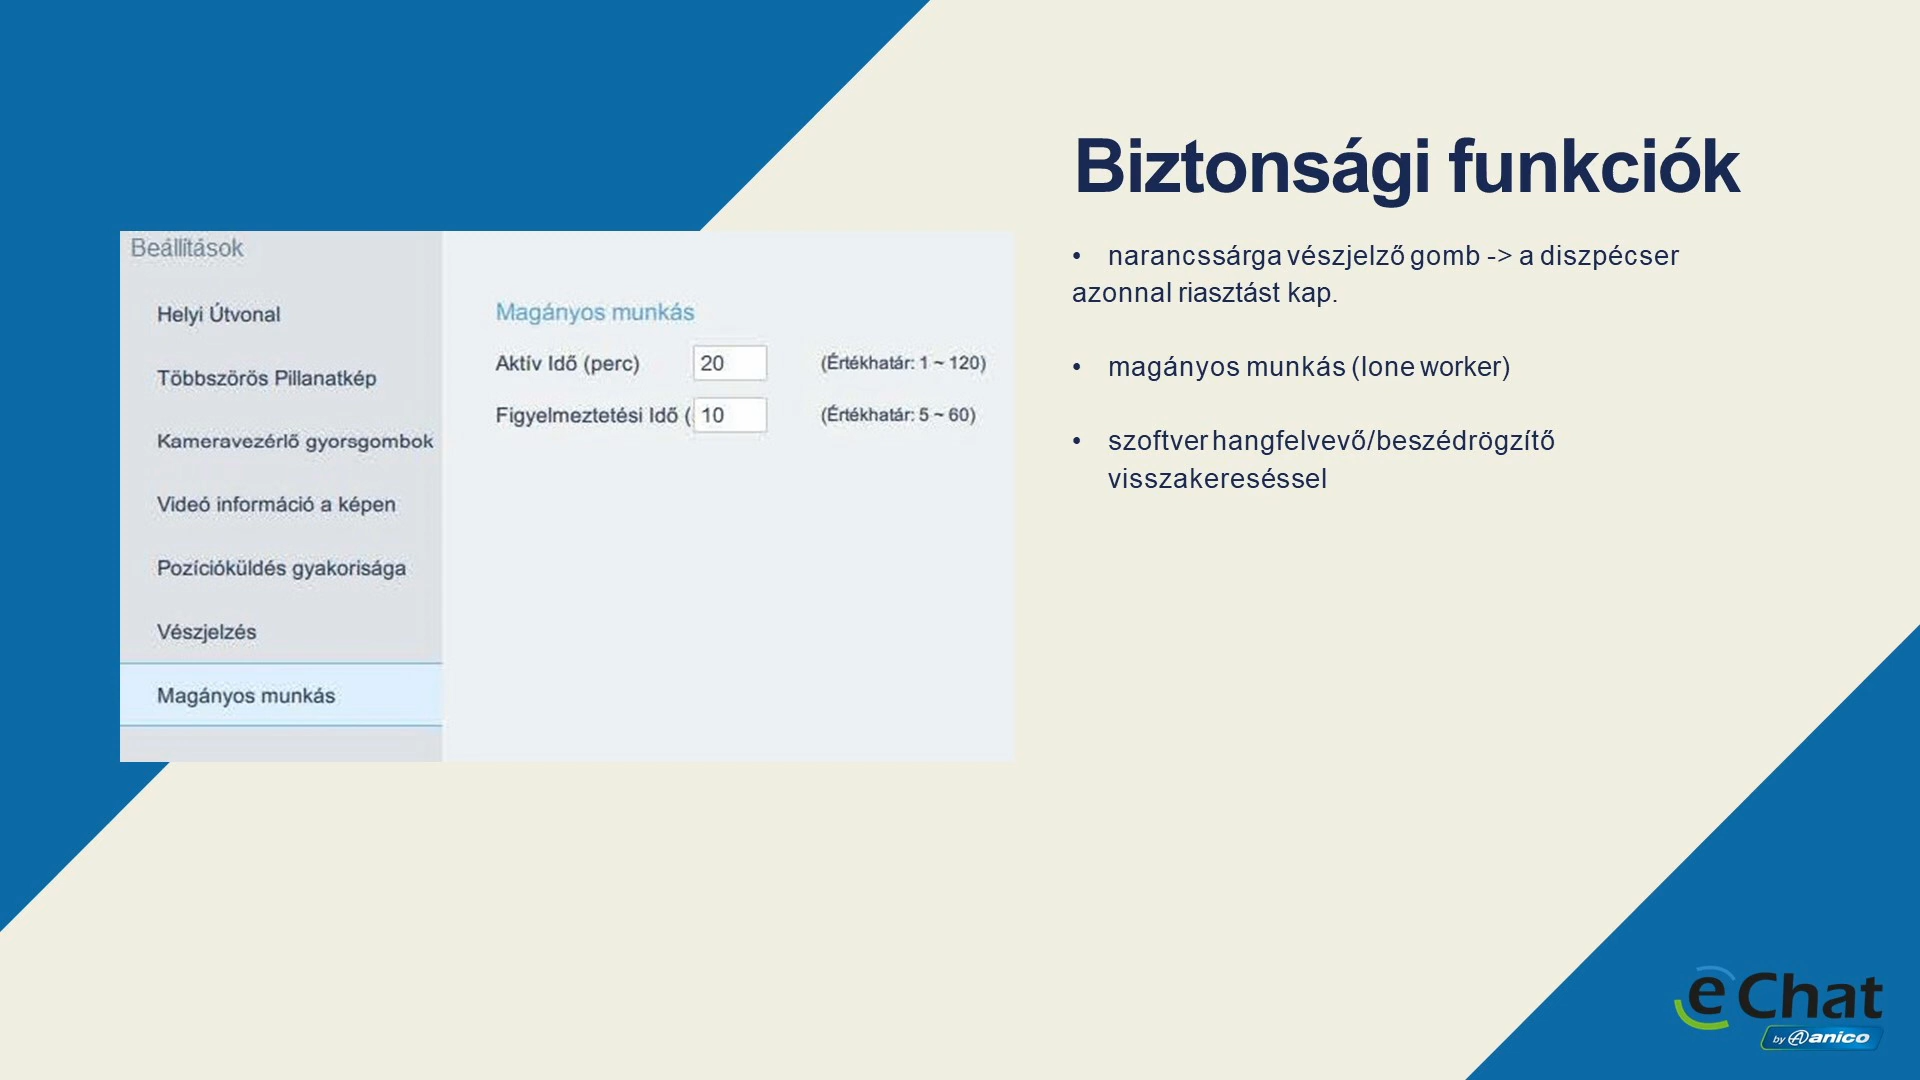 Biztonsági funkciók
• narancssárga vészjelző gomb -> a diszpécser
azonnal riasztást kap.
• magányos munkás (lone worker)
• szoftver hangfelvevő/beszédrögzítő
visszakereséssel
Beállítások
Helyi Útvonal
Többszörös Pillanatkép
Kameravezérlő gyorsgombok
Videó információ a képen
Pozícióküldés gyakorisága
Vészjelzés
Magányos munkás
Magányos munkás
Aktív Idő (perc) 20 (Értékhatár: 1 ~ 120)
Figyelmeztetési Idő ( 10 (Értékhatár: 5 ~ 60)
eChat
by anico